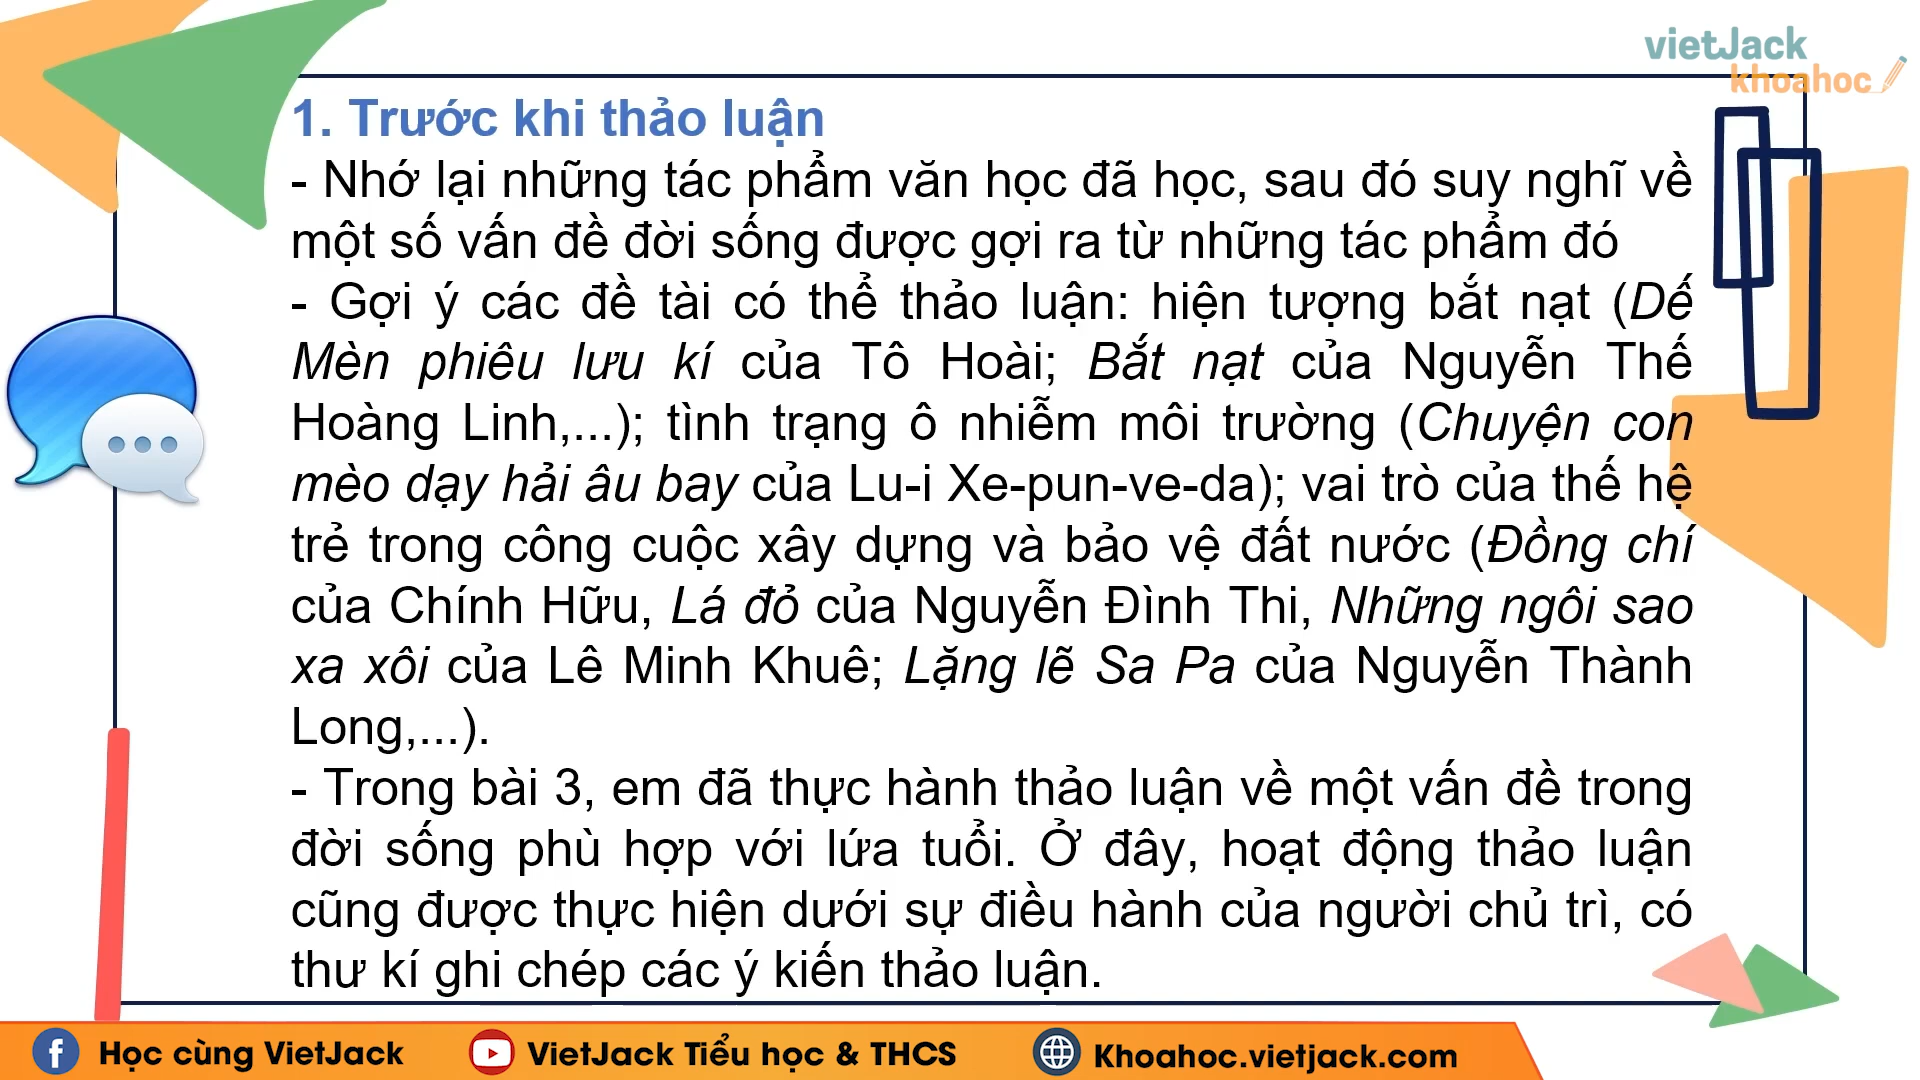 vietJack
khoahoc
1. Trước khi thảo luận
- Nhớ lại những tác phẩm văn học đã học, sau đó suy nghĩ về
một số vấn đề đời sống được gợi ra từ những tác phẩm đó
- Gợi ý các đề tài có thể thảo luận: hiện tượng bắt nạt (Dế
Mèn phiêu lưu kí của Tô Hoài; Bắt nạt của Nguyễn Thế
Hoàng Linh,...); tình trạng ô nhiễm môi trường (Chuyện con
mèo dạy hải âu bay của Lu-i Xe-pun-ve-da); vai trò của thế hệ
trẻ trong công cuộc xây dựng và bảo vệ đất nước (Đồng chí
của Chính Hữu, Lá đỏ của Nguyễn Đình Thi, Những ngôi sao
xa xôi của Lê Minh Khuê; Lặng lẽ Sa Pa của Nguyễn Thành
Long,...).
- Trong bài 3, em đã thực hành thảo luận về một vấn đề trong
đời sống phù hợp với lứa tuổi. Ở đây, hoạt động thảo luận
cũng được thực hiện dưới sự điều hành của người chủ trì, có
thư kí ghi chép các ý kiến thảo luận.
Học cùng VietJack
VietJack Tiểu học & THCS
Khoahoc.vietjack.com